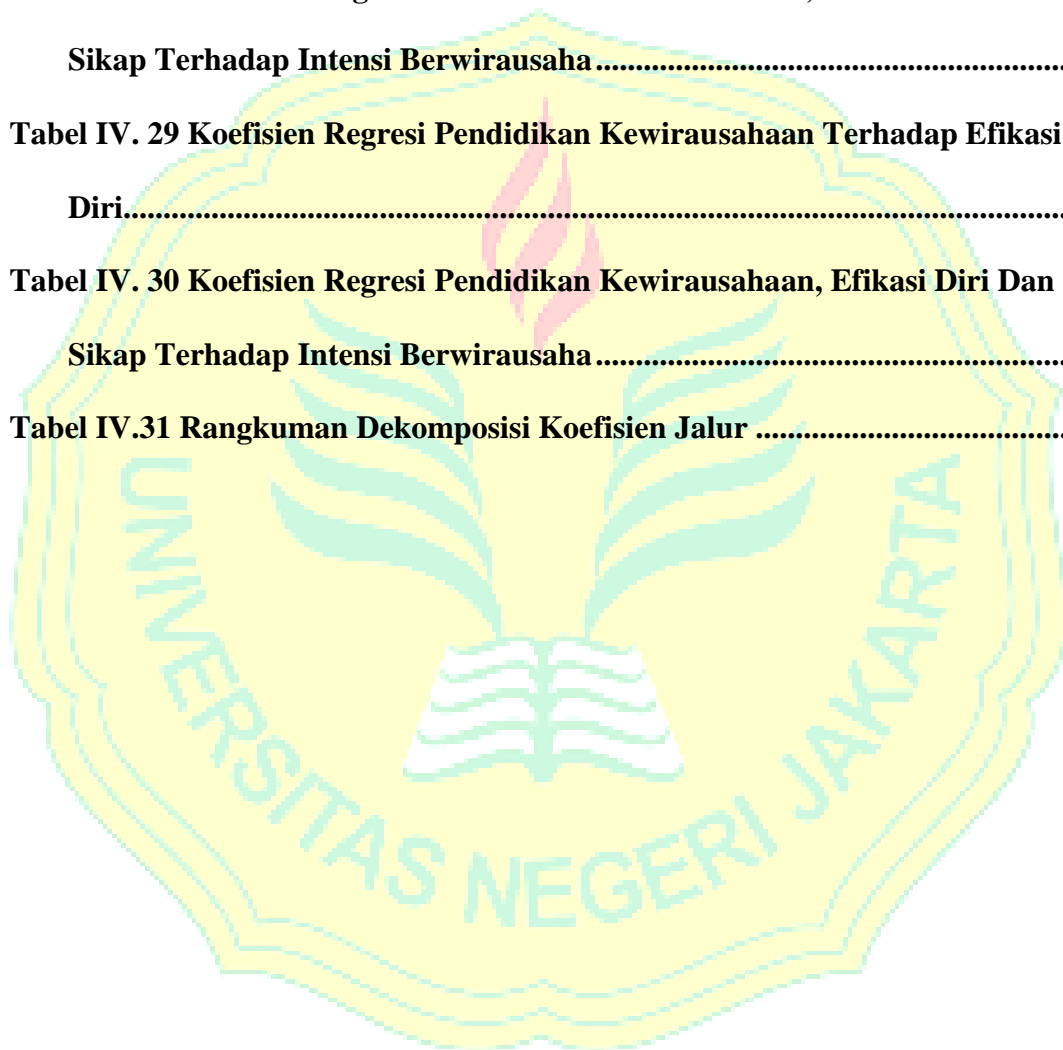 Sikap Terhadap Intensi Berwirausaha........................................................
Tabel IV. 29 Koefisien Regresi Pendidikan Kewirausahaan Terhadap Efikasi
Diri....................................................................................................................
Tabel IV. 30 Koefisien Regresi Pendidikan Kewirausahaan, Efikasi Diri Dan
Sikap Terhadap Intensi Berwirausaha........................................................
Tabel IV.31 Rangkuman Dekomposisi Koefisien Jalur ......................................
UNIVERSITAS NEGERI JAKARTA